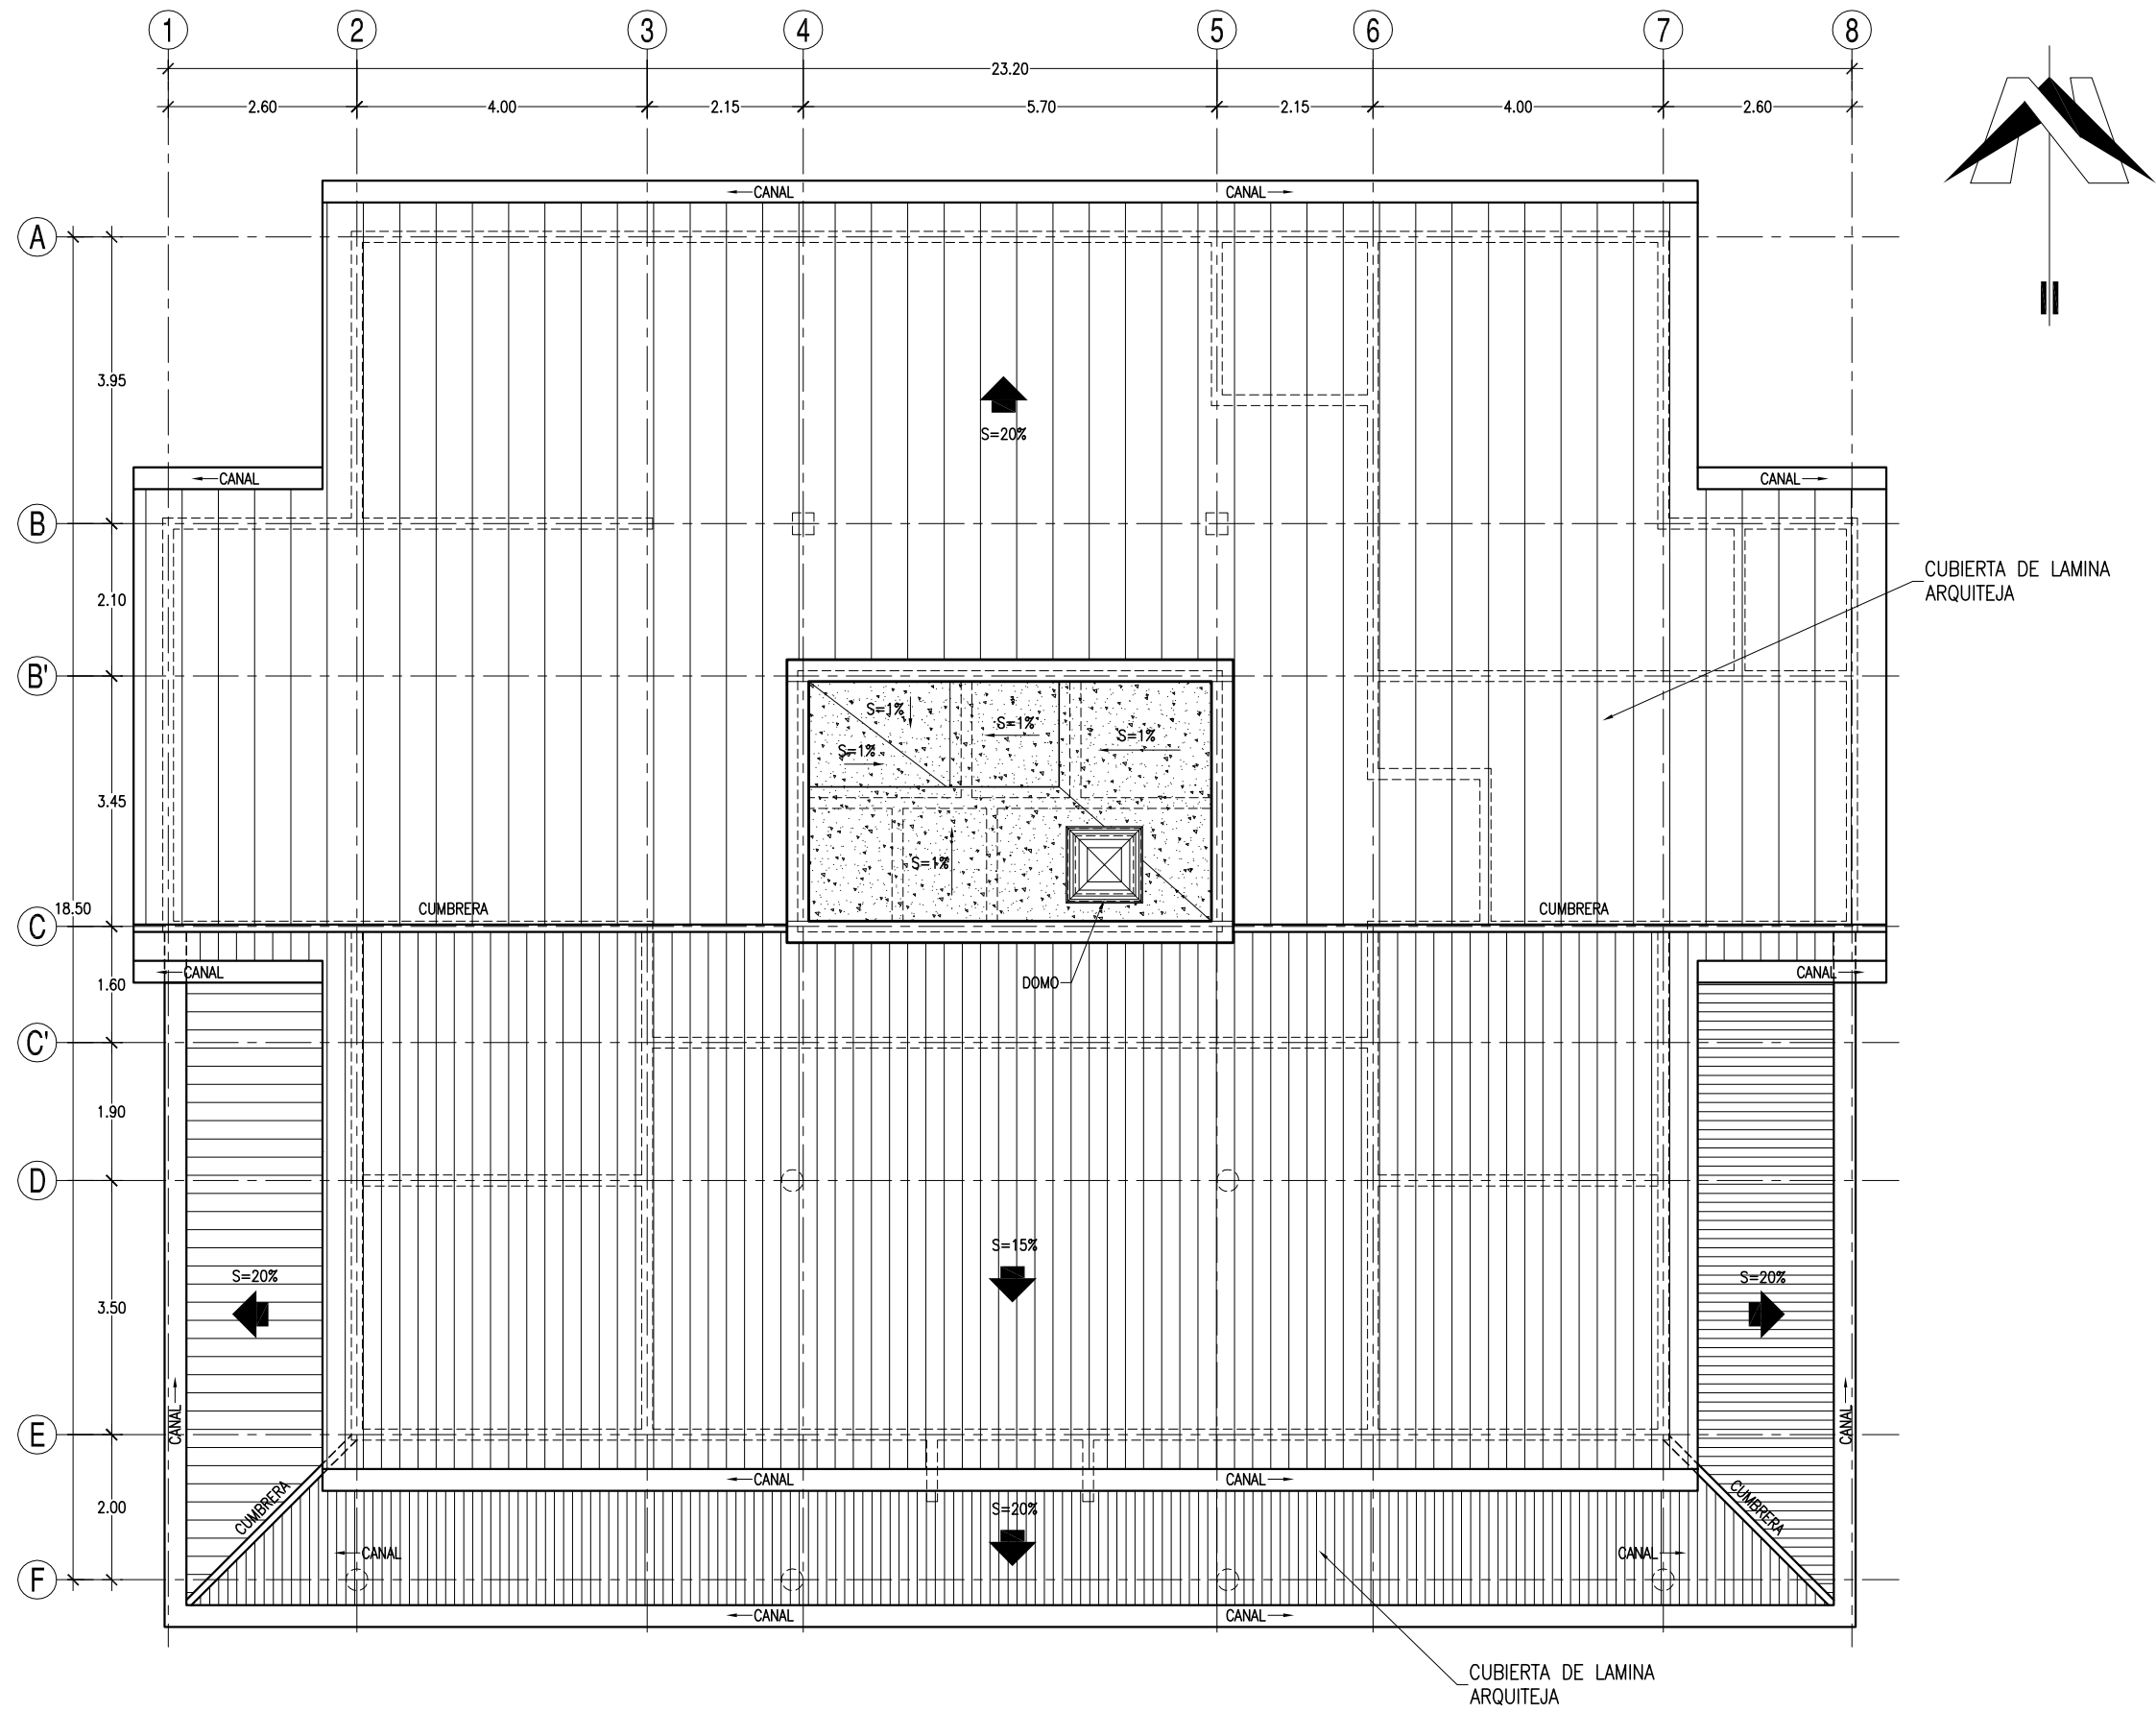 1 2 3 4 5 6 7 8
23.20
2.60 4.00 2.15 5.70 2.15 4.00 2.60
CANAL CANAL
A
3.95
S=20%
CANAL CANAL
B
CUBIERTA DE LAMINA
ARQUITEJA
2.10
B'
S=1%
S=1%
S=1%
S=1%
3.45
S=1%
18.50
CUMBRERA CUMBRERA
C
CANAL CANAL
DOMO
1.60
C'
1.90
D
S=15%
S=20% S=20%
3.50
CANAL CANAL
E
CANAL CANAL
CUMBRERA CUMBRERA
2.00
S=20%
CANAL CANAL
F
CANAL CANAL
CUBIERTA DE LAMINA
ARQUITEJA